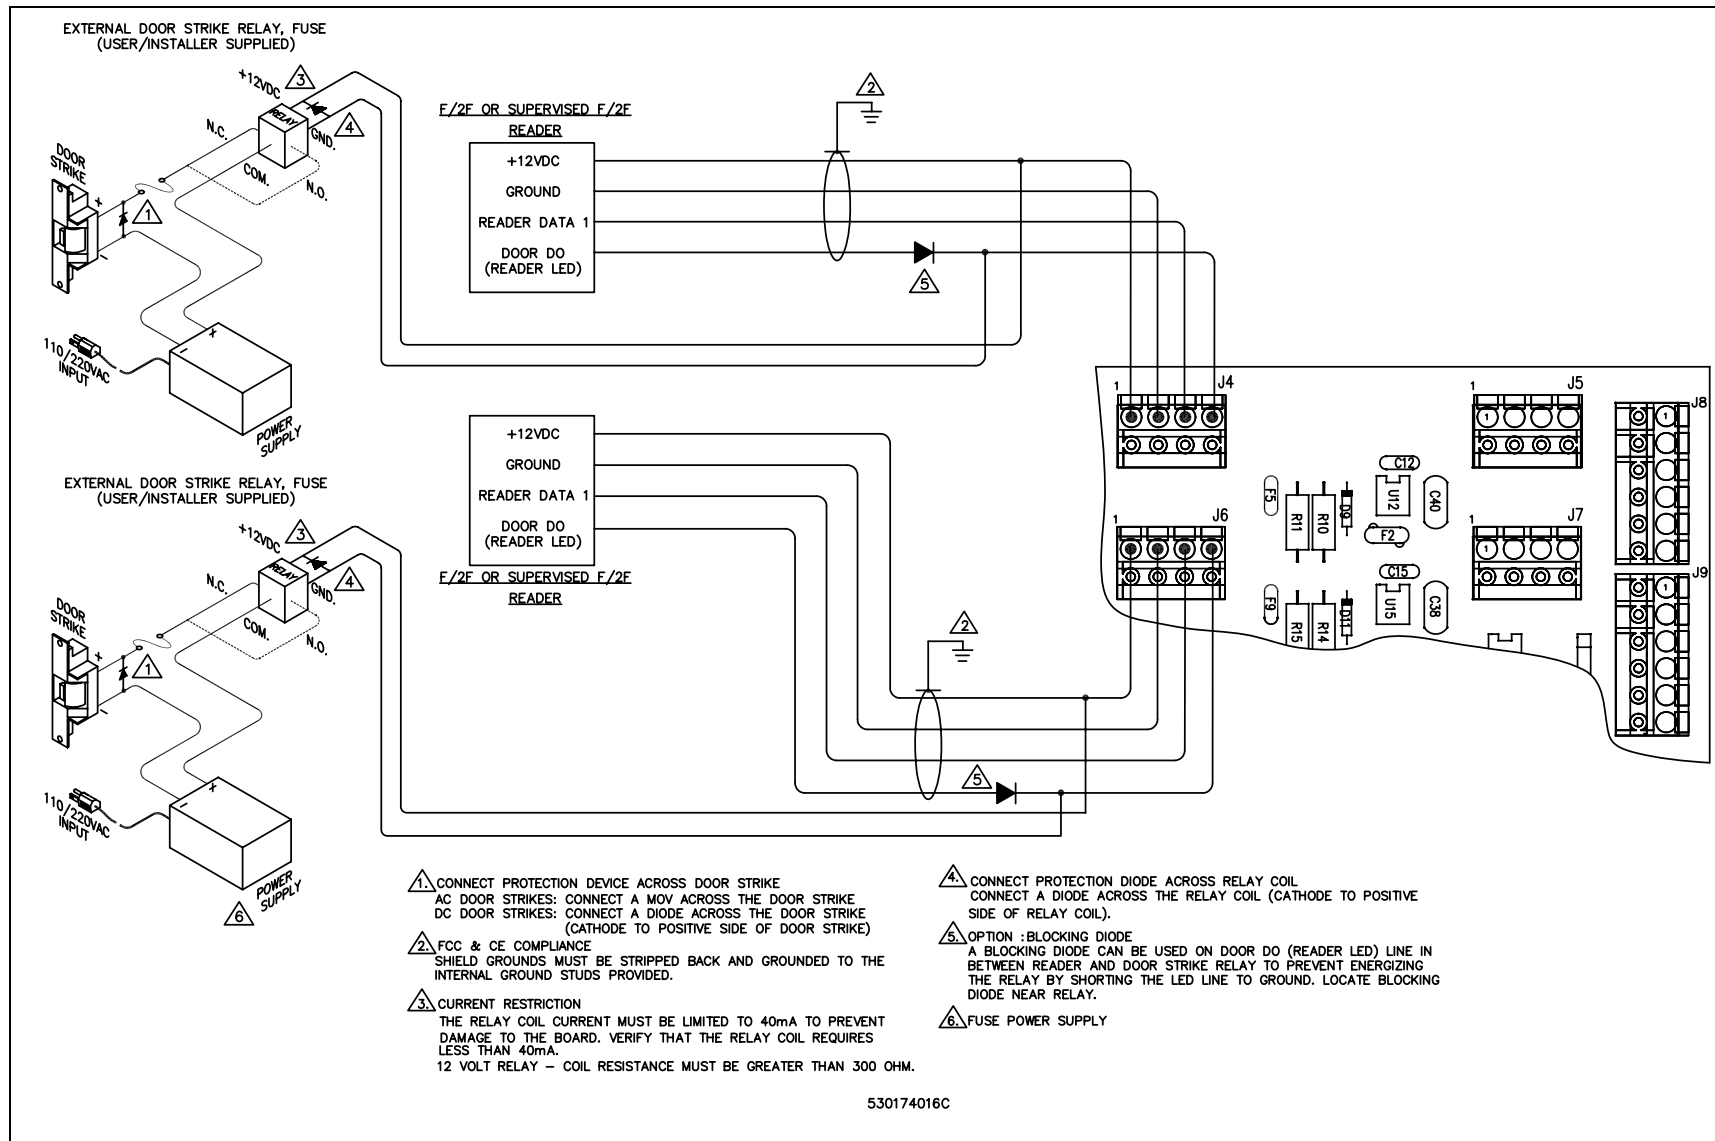 EXTERNAL DOOR STRIKE RELAY, FUSE
(USER/INSTALLER SUPPLIED)
+12VDC
3
RELAY
4
GND.
N.C.
COM.
N.O.
DOOR
STRIKE
+
1
-
+
-
110/220VAC
INPUT
POWER
SUPPLY
F/2F OR SUPERVISED F/2F
READER
+12VDC
GROUND
READER DATA 1
DOOR DO
(READER LED)
2
5
EXTERNAL DOOR STRIKE RELAY, FUSE
(USER/INSTALLER SUPPLIED)
+12VDC
3
RELAY
4
GND.
N.C.
COM.
N.O.
DOOR
STRIKE
+
1
-
+
-
110/220VAC
INPUT
POWER
SUPPLY
6
+12VDC
GROUND
READER DATA 1
DOOR DO
(READER LED)
F/2F OR SUPERVISED F/2F
READER
2
5
1
J4
1
J5
1
J8
1
C12
F5
R11
R10
D9
U12
C40
F2
1
J6
1
J7
1
C15
F9
R15
R14
D11
U15
C38
J9
1
1. CONNECT PROTECTION DEVICE ACROSS DOOR STRIKE
AC DOOR STRIKES: CONNECT A MOV ACROSS THE DOOR STRIKE
DC DOOR STRIKES: CONNECT A DIODE ACROSS THE DOOR STRIKE
(CATHODE TO POSITIVE SIDE OF DOOR STRIKE)
2. FCC & CE COMPLIANCE
SHIELD GROUNDS MUST BE STRIPPED BACK AND GROUNDED TO THE
INTERNAL GROUND STUDS PROVIDED.
3. CURRENT RESTRICTION
THE RELAY COIL CURRENT MUST BE LIMITED TO 40mA TO PREVENT
DAMAGE TO THE BOARD. VERIFY THAT THE RELAY COIL REQUIRES
LESS THAN 40mA.
12 VOLT RELAY – COIL RESISTANCE MUST BE GREATER THAN 300 OHM.
4. CONNECT PROTECTION DIODE ACROSS RELAY COIL
CONNECT A DIODE ACROSS THE RELAY COIL (CATHODE TO POSITIVE
SIDE OF RELAY COIL).
5. OPTION :BLOCKING DIODE
A BLOCKING DIODE CAN BE USED ON DOOR DO (READER LED) LINE IN
BETWEEN READER AND DOOR STRIKE RELAY TO PREVENT ENERGIZING
THE RELAY BY SHORTING THE LED LINE TO GROUND. LOCATE BLOCKING
DIODE NEAR RELAY.
6. FUSE POWER SUPPLY
530174016C